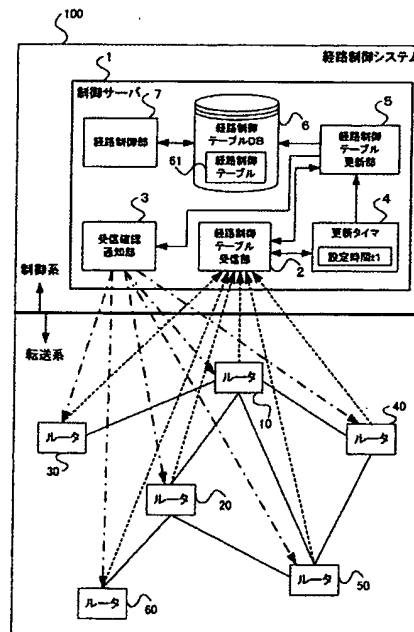 100
経路制御システム
1
制御サーバ
7
経路制御部
6
経路制御
テーブルDB
61
経路制御
テーブル
5
経路制御
テーブル
更新部
3
受信確認
通知部
経路制御
テーブル
受信部
2
4
更新タイマ
設定時間t1
制御系
転送系
ルータ
10
ルータ
30
ルータ
40
ルータ
20
ルータ
50
ルータ
60